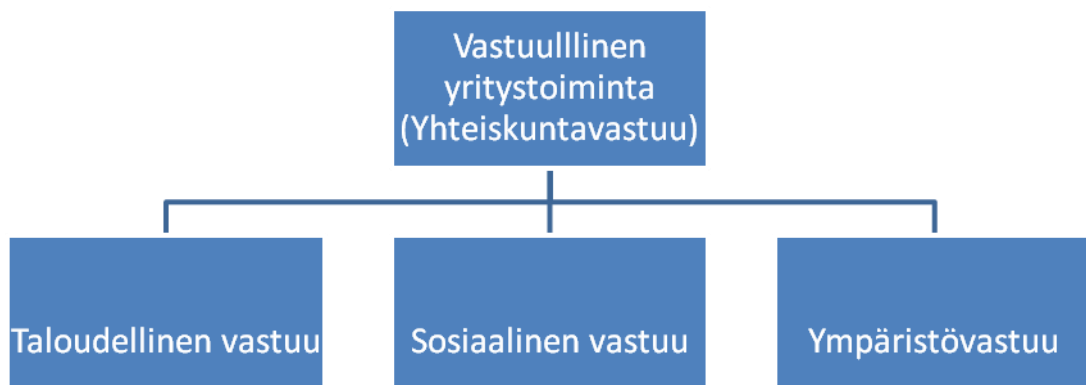 Vastuulllinen
yritystoiminta
(Yhteiskuntavastuu)
Taloudellinen vastuu
Sosiaalinen vastuu
Ympäristövastuu